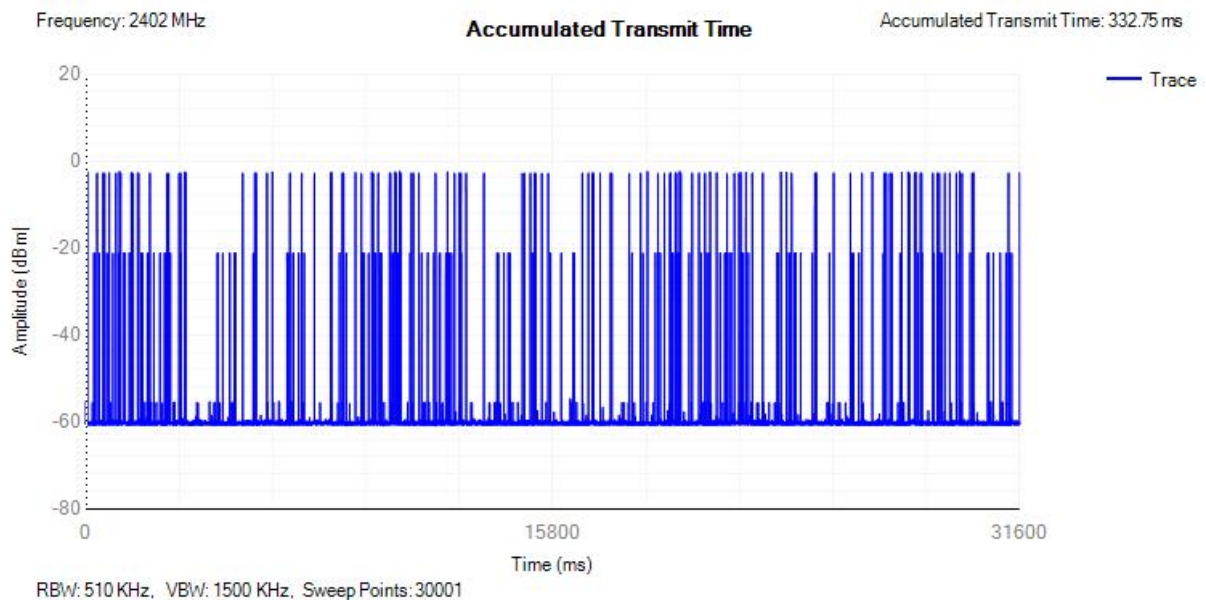 Frequency: 2402 MHz
Accumulated Transmit Time
Accumulated Transmit Time: 332.75 ms
Trace
20
0
-20
-40
-60
-80
Amplitude (dBm|
0
15800
31600
Time (ms)
RBW: 510 KHz, VBW: 1500 KHz, Sweep Points: 30001